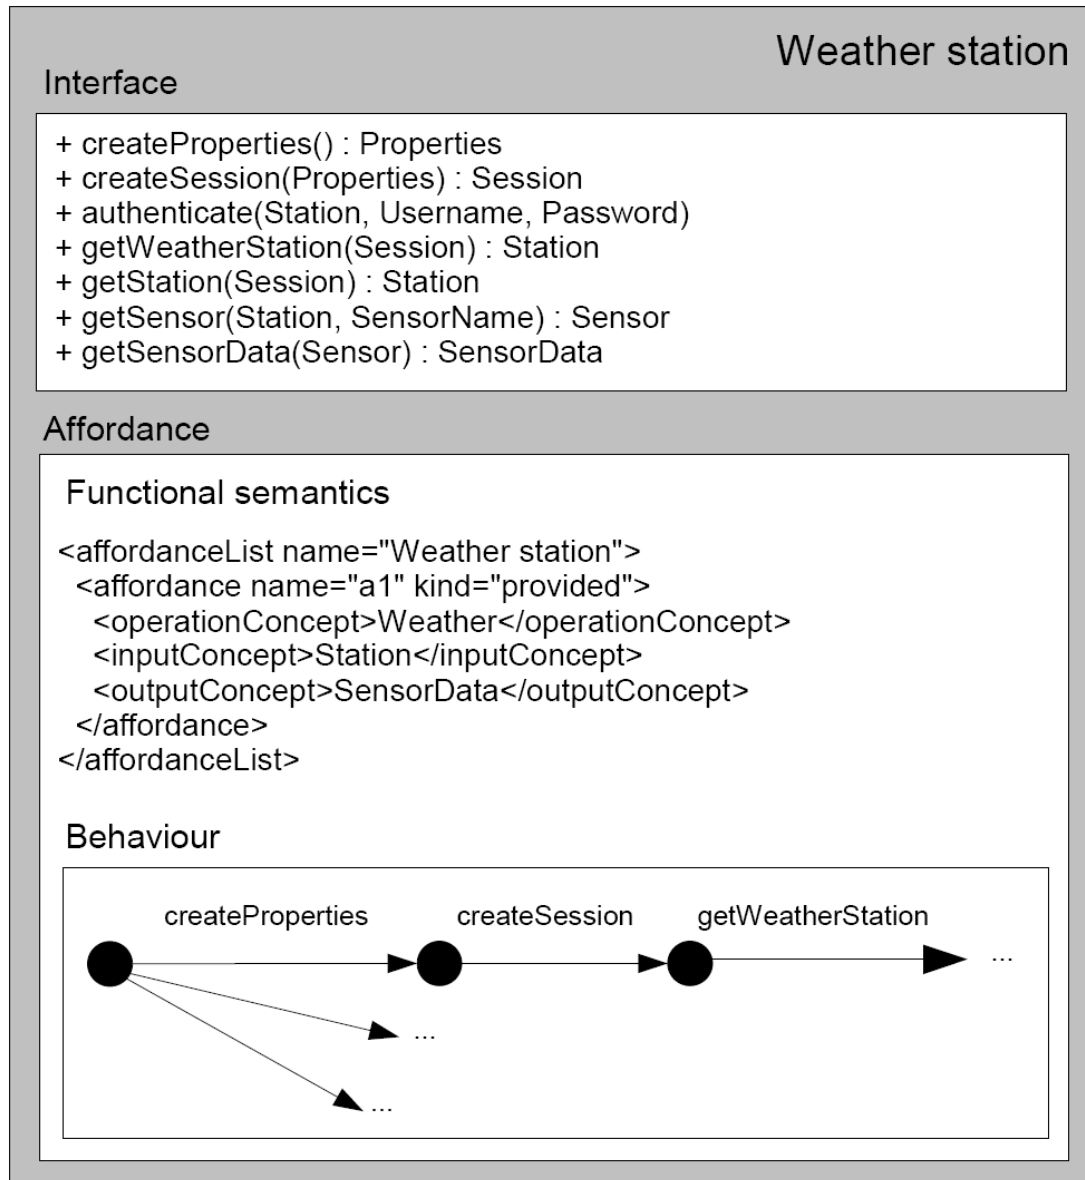 Weather station
Interface
+ createProperties() : Properties
+ createSession(Properties) : Session
+ authenticate(Station, Username, Password)
+ getWeatherStation(Session) : Station
+ getStation(Session) : Station
+ getSensor(Station, SensorName) : Sensor
+ getSensorData(Sensor) : SensorData
Affordance
Functional semantics
<affordanceList name="Weather station">
<affordance name="a1" kind="provided">
<operationConcept>Weather</operationConcept>
<inputConcept>Station</inputConcept>
<outputConcept>SensorData</outputConcept>
</affordance>
</affordanceList>
Behaviour
createProperties createSession getWeatherStation
...
...
...